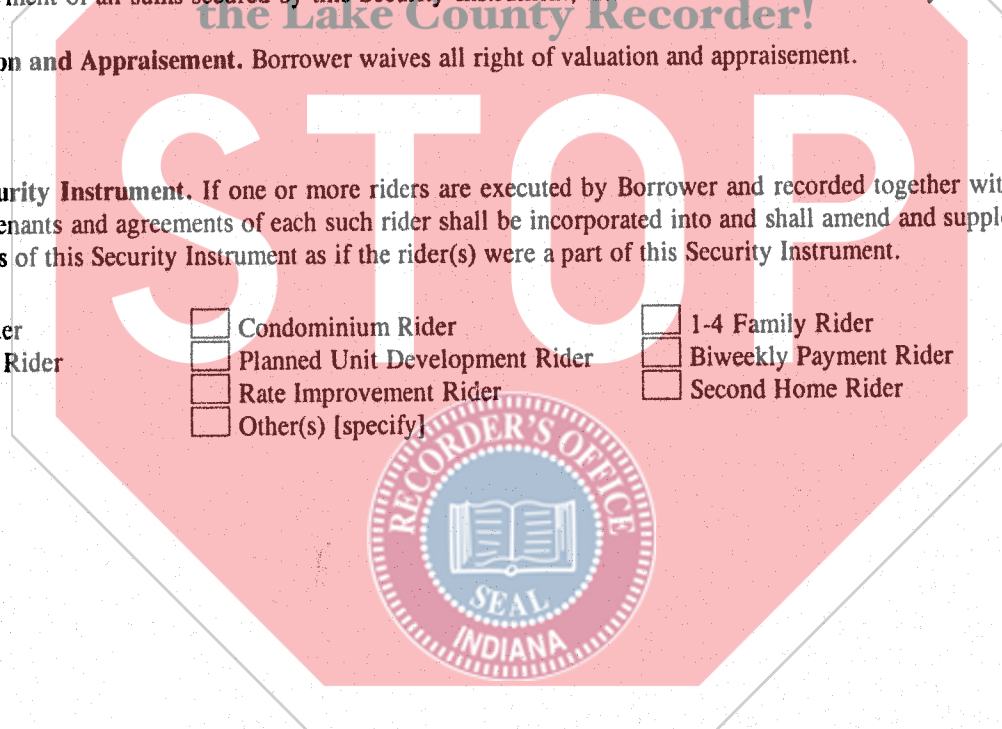 the Lake County Recorder!
on and Appraisement. Borrower waives all right of valuation and appraisement.
STOP
urity Instrument. If one or more riders are executed by Borrower and recorded together wit
enants and agreements of each such rider shall be incorporated into and shall amend and supple
s of this Security Instrument as if the rider(s) were a part of this Security Instrument.
er Condominium Rider 1-4 Family Rider
Rider Planned Unit Development Rider Biweekly Payment Rider
Rate Improvement Rider Second Home Rider
Other(s) [specify]
RECORDER'S OFFICE
SEAL
INDIANA